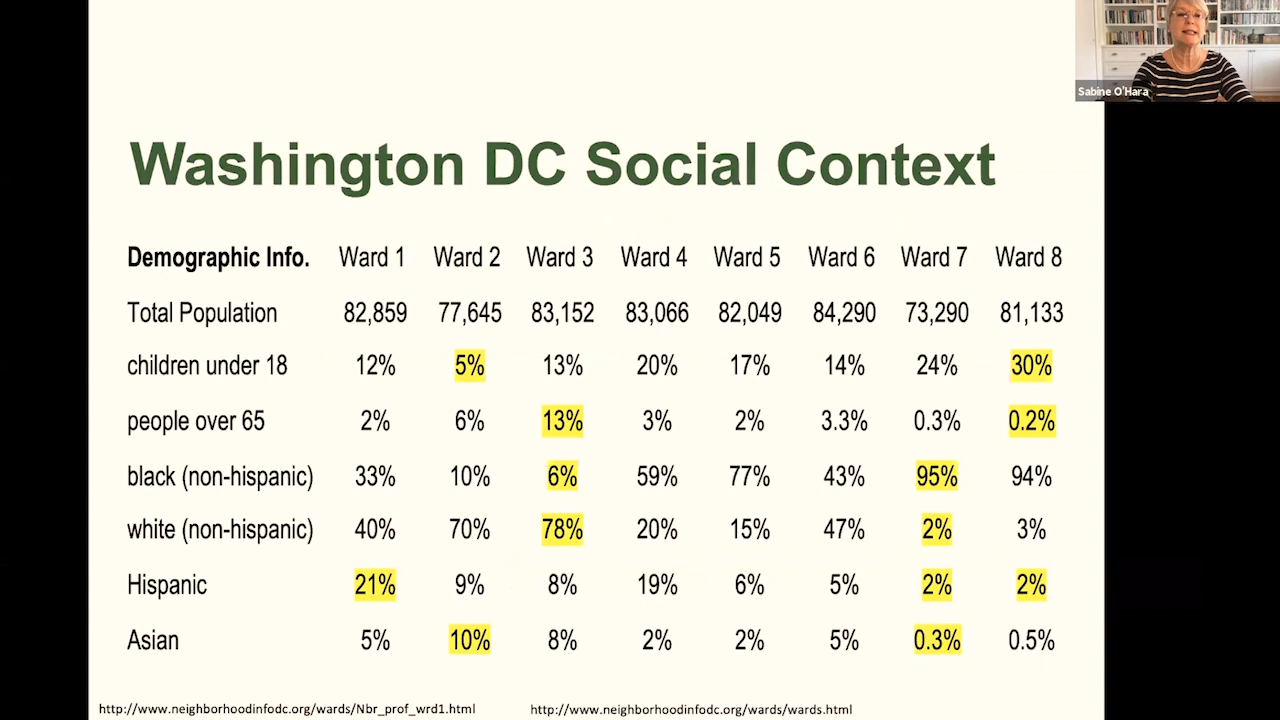 Sabine O'Hara
Washington DC Social Context
Demographic Info. Ward 1 Ward 2 Ward 3 Ward 4 Ward 5 Ward 6 Ward 7 Ward 8
Total Population 82,859 77,645 83,152 83,066 82,049 84,290 73,290 81,133
children under 18 12% 5% 13% 20% 17% 14% 24% 30%
people over 65 2% 6% 13% 3% 2% 3.3% 0.3% 0.2%
black (non-hispanic) 33% 10% 6% 59% 77% 43% 95% 94%
white (non-hispanic) 40% 70% 78% 20% 15% 47% 2% 3%
Hispanic 21% 9% 8% 19% 6% 5% 2% 2%
Asian 5% 10% 8% 2% 2% 5% 0.3% 0.5%
http://www.neighborhoodinfodc.org/wards/Nbr_prof_wrd1.html http://www.neighborhoodinfodc.org/wards/wards.html